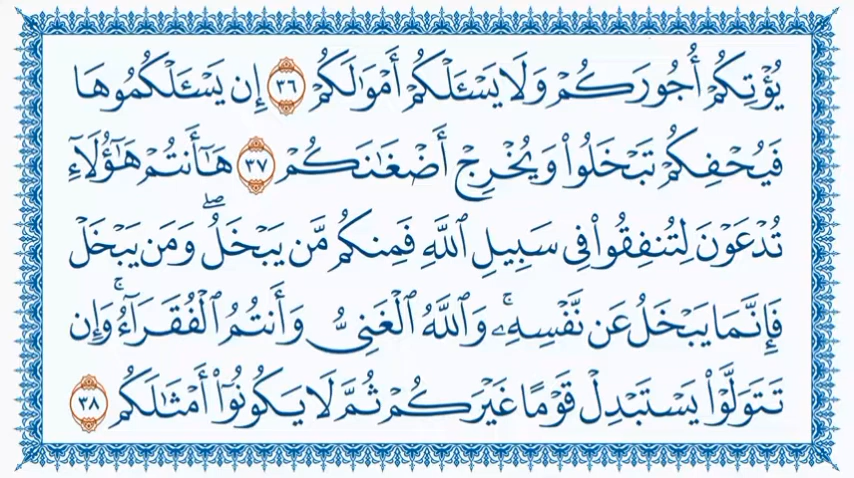 يُؤْتِكُمْ أُجُورَكُمْ وَلَا يَسْـَٔلْكُمْ أَمْوَٰلَكُمْ ٣٦ إِن يَسْـَٔلْكُمُوهَا
فَيُحْفِكُمْ تَبْخَلُوا۟ وَيُخْرِجْ أَضْغَـٰنَكُمْ ٣٧ هَـٰٓأَنتُمْ هَـٰٓؤُلَآءِ
تُدْعَوْنَ لِتُنفِقُوا۟ فِى سَبِيلِ ٱللَّهِ فَمِنكُم مَّن يَبْخَلُ ۖ وَمَن يَبْخَلْ
فَإِنَّمَا يَبْخَلُ عَن نَّفْسِهِۦ ۚ وَٱللَّهُ ٱلْغَنِىُّ وَأَنتُمُ ٱلْفُقَرَآءُ ۚ وَإِن
تَتَوَلَّوْا۟ يَسْتَبْدِلْ قَوْمًا غَيْرَكُمْ ثُمَّ لَا يَكُونُوٓا۟ أَمْثَـٰلَكُم ٣٨